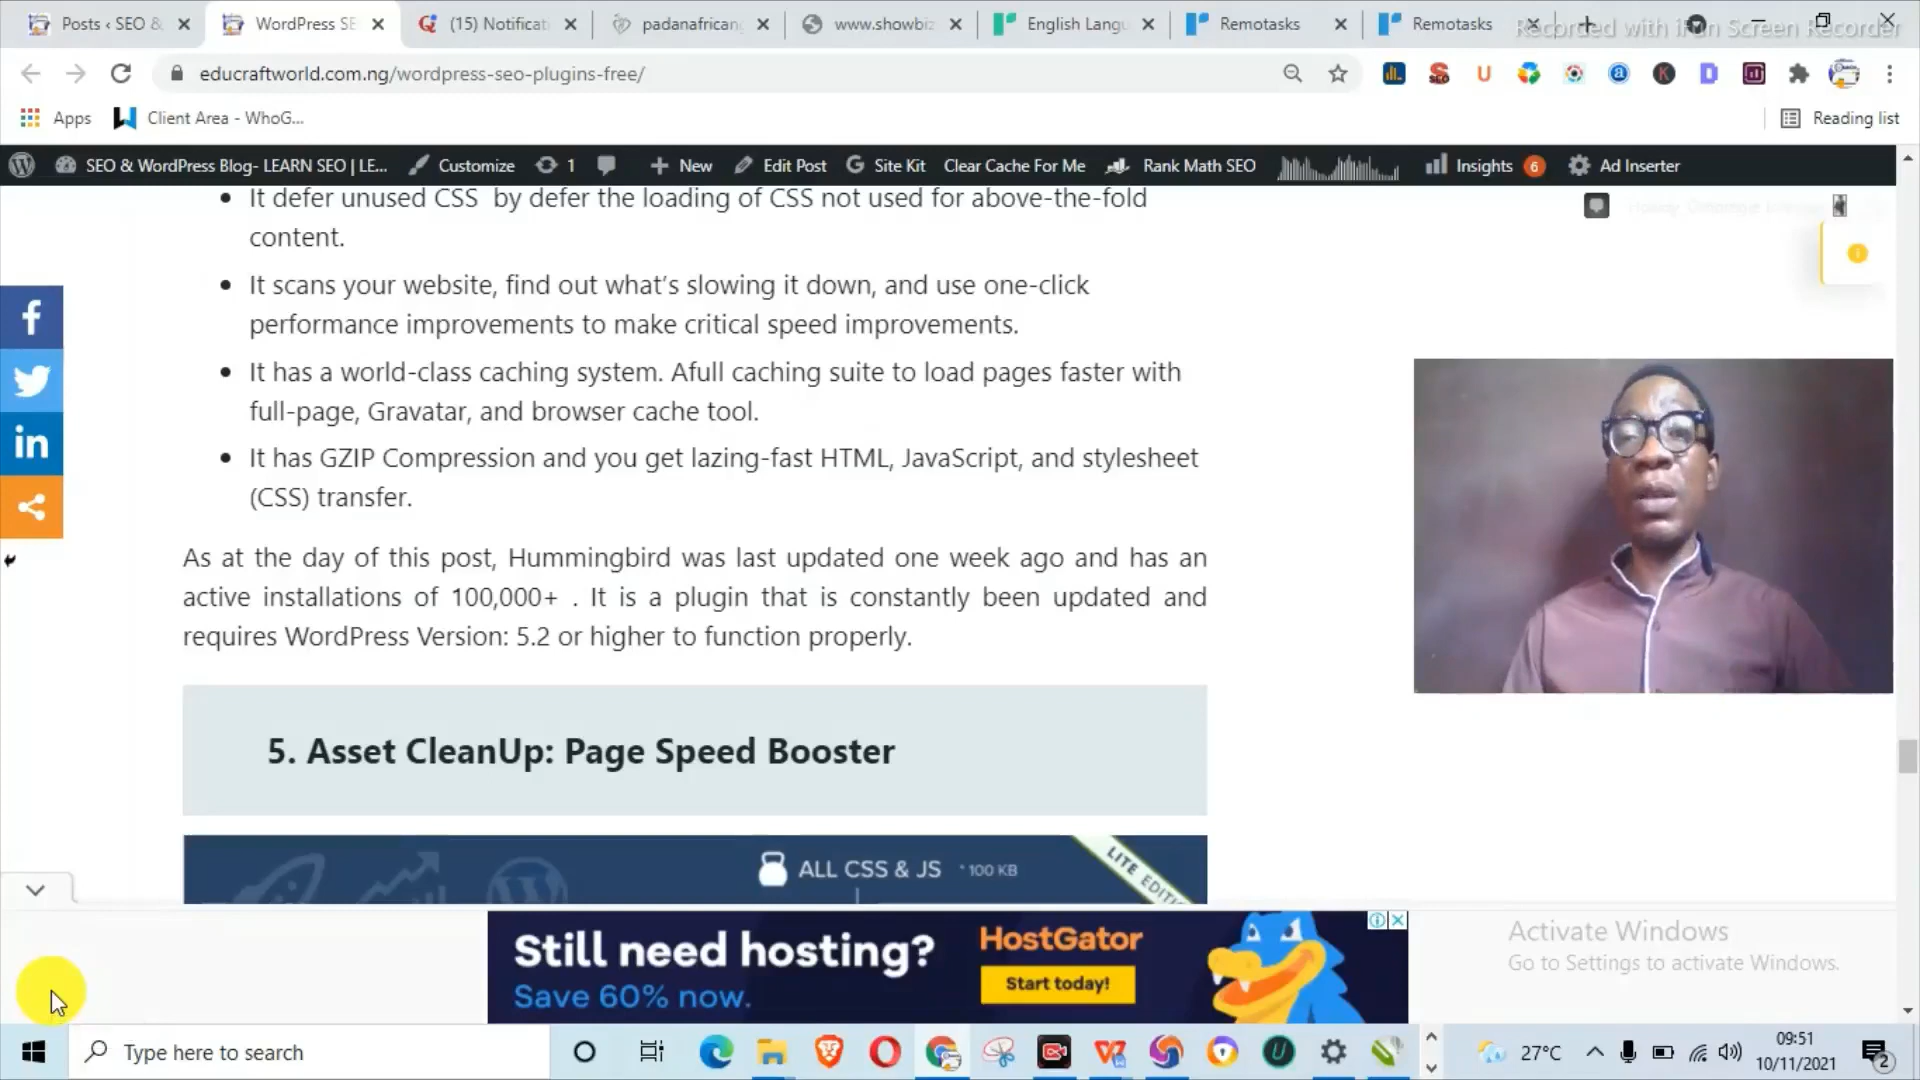 Posts ‹ SEO &
WordPress SE
(15) Notificat
padanafrican
www.showbiz
English Langu
Remotasks
Remotasks
Recorded with iFun Screen Recorder
educraftworld.com.ng/wordpress-seo-plugins-free/
Apps
Client Area - WhoG...
Reading list
SEO & WordPress Blog- LEARN SEO | LE...
Customize
1
New
Edit Post
Site Kit
Clear Cache For Me
Rank Math SEO
Insights 6
Ad Inserter
• It defer unused CSS by defer the loading of CSS not used for above-the-fold
content.
• It scans your website, find out what's slowing it down, and use one-click
performance improvements to make critical speed improvements.
• It has a world-class caching system. Afull caching suite to load pages faster with
full-page, Gravatar, and browser cache tool.
• It has GZIP Compression and you get lazing-fast HTML, JavaScript, and stylesheet
(CSS) transfer.
As at the day of this post, Hummingbird was last updated one week ago and has an
active installations of 100,000+ . It is a plugin that is constantly been updated and
requires WordPress Version: 5.2 or higher to function properly.
5. Asset CleanUp: Page Speed Booster
ALL CSS & JS * 100 KB
LITE EDITI
Still need hosting?
Save 60% now.
HostGator
Start today!
Activate Windows
Go to Settings to activate Windows.
Type here to search
27°C
09:51
10/11/2021
2